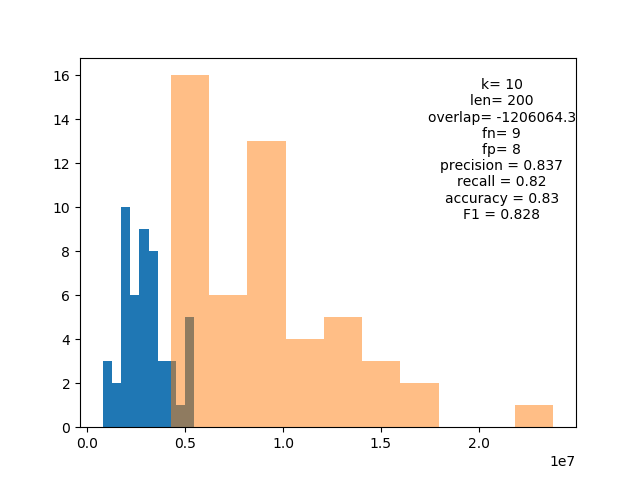 16
14
12
10
8
6
4
2
0
k= 10
len= 200
overlap= -1206064.3
fn= 9
fp= 8
precision = 0.837
recall = 0.82
accuracy = 0.83
F1 = 0.828
0.0 0.5 1.0 1.5 2.0
1e7